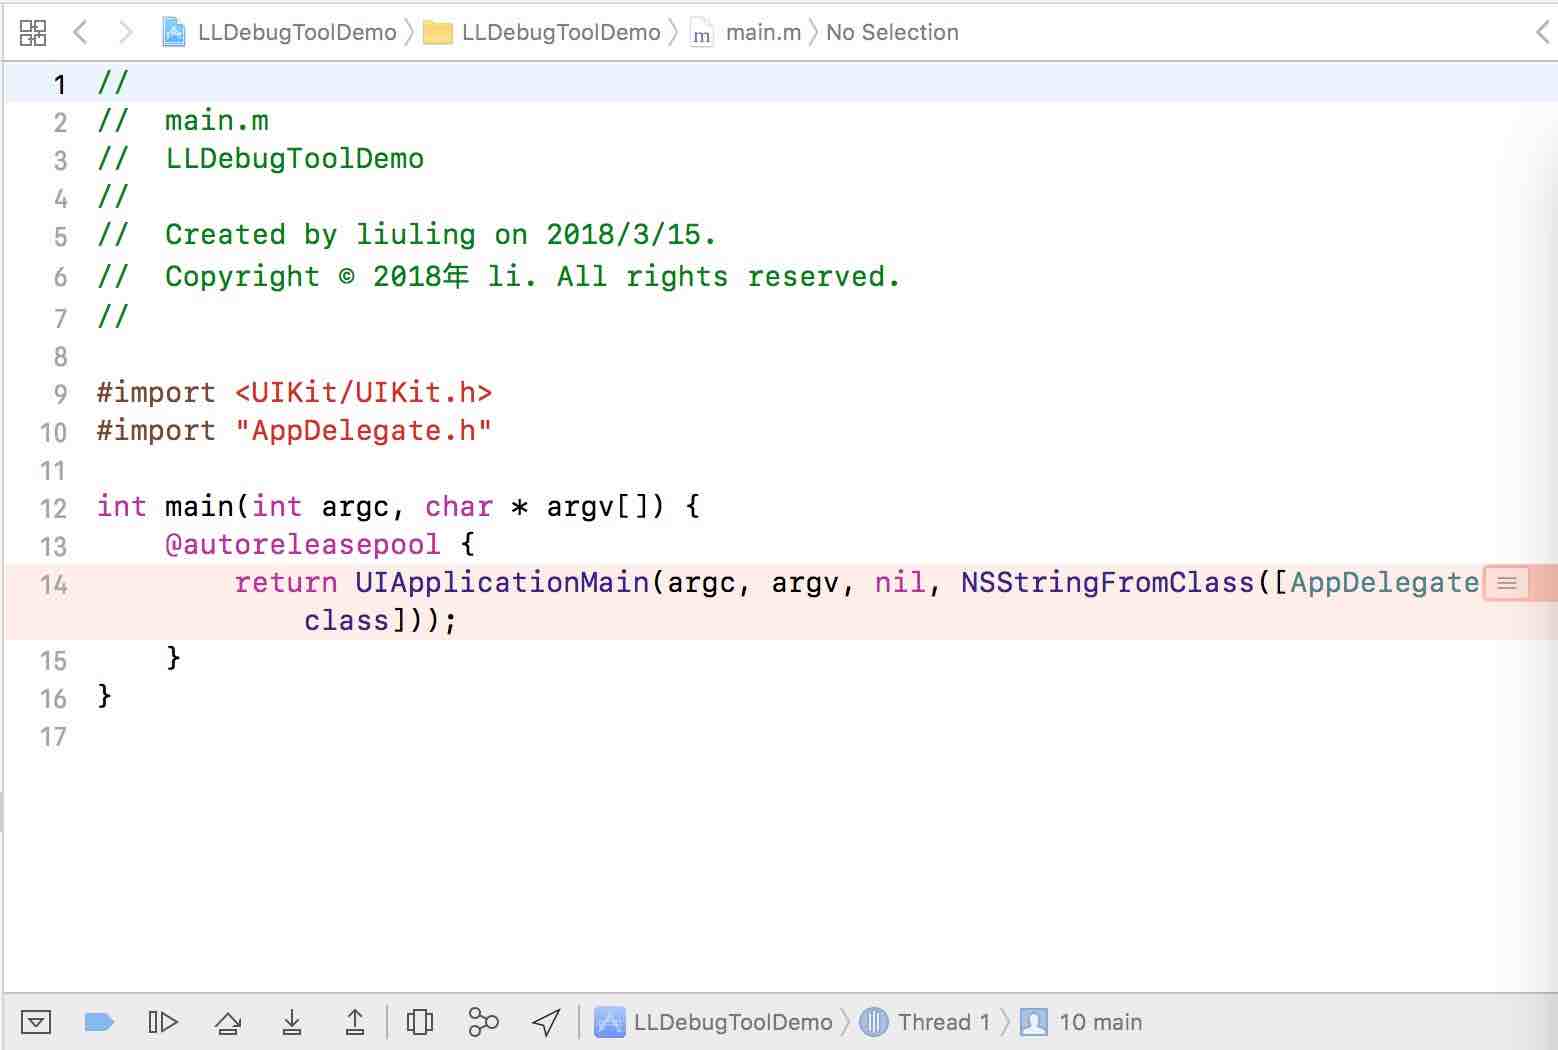 LLDebugToolDemo LLDebugToolDemo m main.m No Selection
1 //
2 //  main.m
3 //  LLDebugToolDemo
4 //
5 //  Created by liuling on 2018/3/15.
6 //  Copyright © 2018年 li. All rights reserved.
7 //
8
9 #import <UIKit/UIKit.h>
10 #import "AppDelegate.h"
11
12 int main(int argc, char * argv[]) {
13     @autoreleasepool {
14         return UIApplicationMain(argc, argv, nil, NSStringFromClass([AppDelegate
            class]));
15     }
16 }
17
LLDebugToolDemo Thread 1 10 main